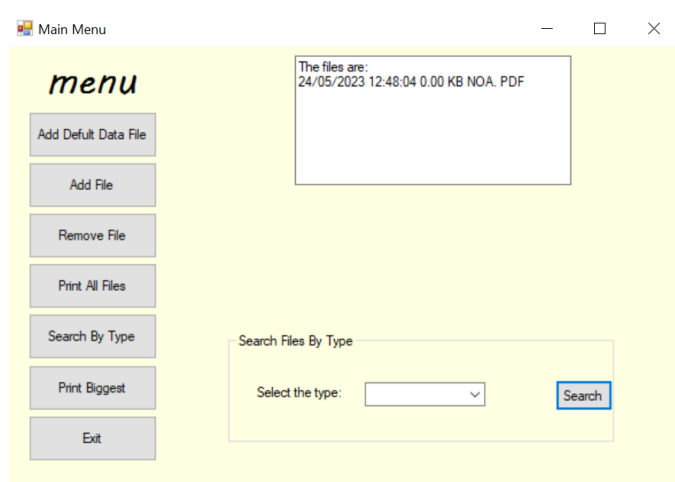 Main Menu
menu
Add Defult Data File
Add File
Remove File
Print All Files
Search By Type
Print Biggest
Exit
The files are:
24/05/2023 12:48:04 0.00 KB NOA. PDF
Search Files By Type
Select the type:
Search